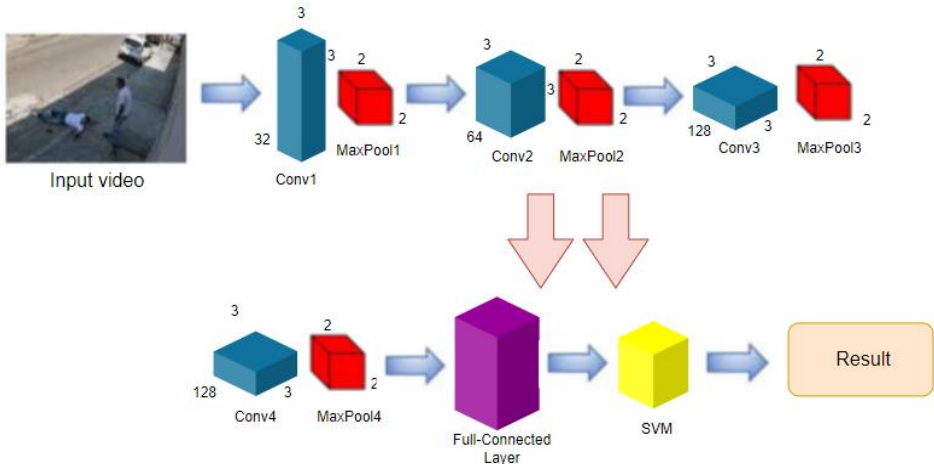 3
3
32
Conv1
2
2
MaxPool1
3
3
64
Conv2
2
2
MaxPool2
3
128
3
Conv3
2
2
MaxPool3
Input video
3
128
3
Conv4
2
2
MaxPool4
Full-Connected
Layer
SVM
Result